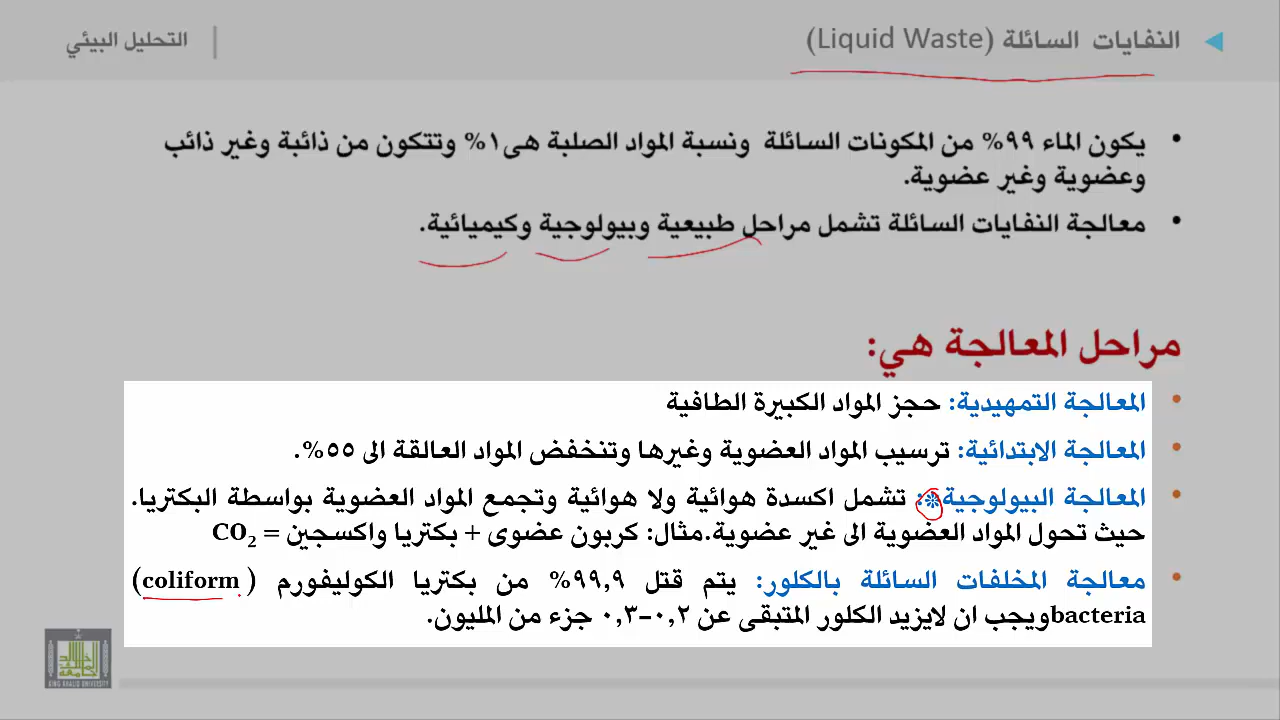 النفايات السائلة (Liquid Waste)
التحليل البيئي
• يكون الماء ٩٩% من المكونات السائلة ونسبة المواد الصلبة هى١% وتتكون من ذائبة وغير ذائب
وعضوية وغير عضوية.
• معالجة النفايات السائلة تشمل مراحل طبيعية وبيولوجية وكيميائية.
مراحل المعالجة هي:
• المعالجة التمهيدية: حجز المواد الكبيرة الطافية
• المعالجة الابتدائية: ترسيب المواد العضوية وغيرها وتنخفض المواد العالقة الى ٥٥%.
• المعالجة البيولوجية*: تشمل اكسدة هوائية ولا هوائية وتجمع المواد العضوية بواسطة البكتريا.
حيث تحول المواد العضوية الى غير عضوية.مثال: كربون عضوى + بكتريا واكسجين = CO₂
• معالجة المخلفات السائلة بالكلور: يتم قتل ٩٩,٩% من بكتريا الكوليفورم (coliform
bacteriaويجب ان لايزيد الكلور المتبقى عن ٠,٢-٠,٣ جزء من المليون.
KING KHALID UNIVERSITY